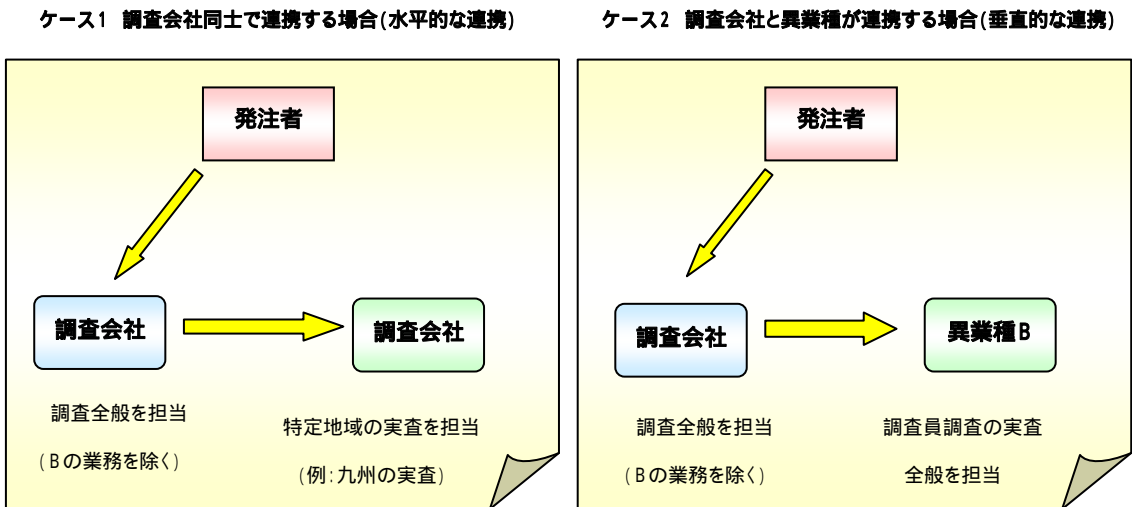 ケース1 調査会社同士で連携する場合(水平的な連携)
発注者
調査会社
調査会社
調査全般を担当
(Bの業務を除く)
特定地域の実査を担当
(例:九州の実査)
ケース2 調査会社と異業種が連携する場合(垂直的な連携)
発注者
調査会社
異業種B
調査全般を担当
(Bの業務を除く)
調査員調査の実査
全般を担当